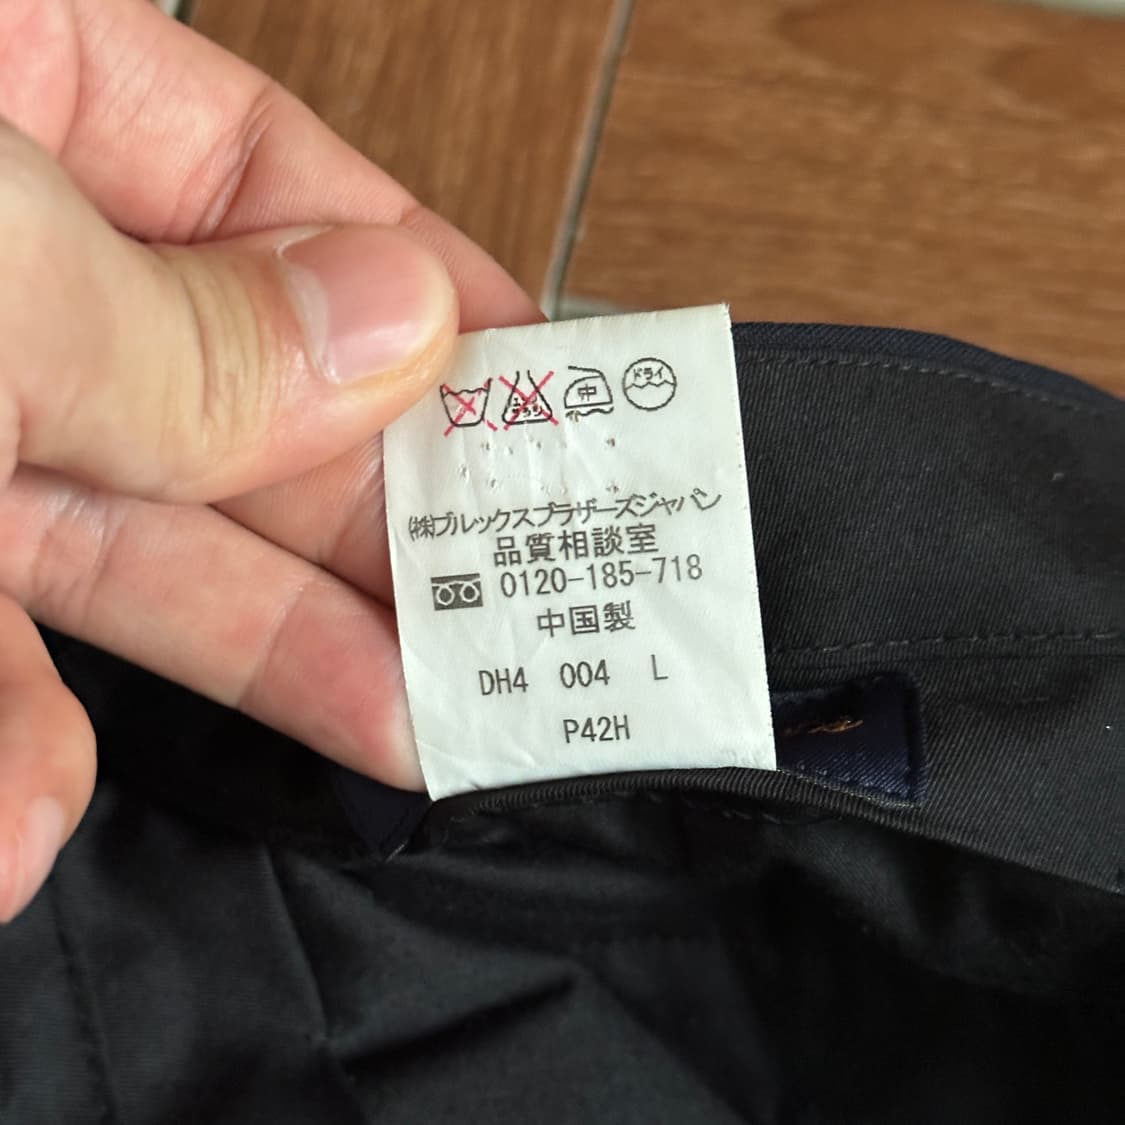 中 ドライ
(株)ブルックスブラザーズジャパン
品質相談室
0120-185-718
中国製
DH4 004 L
P42H